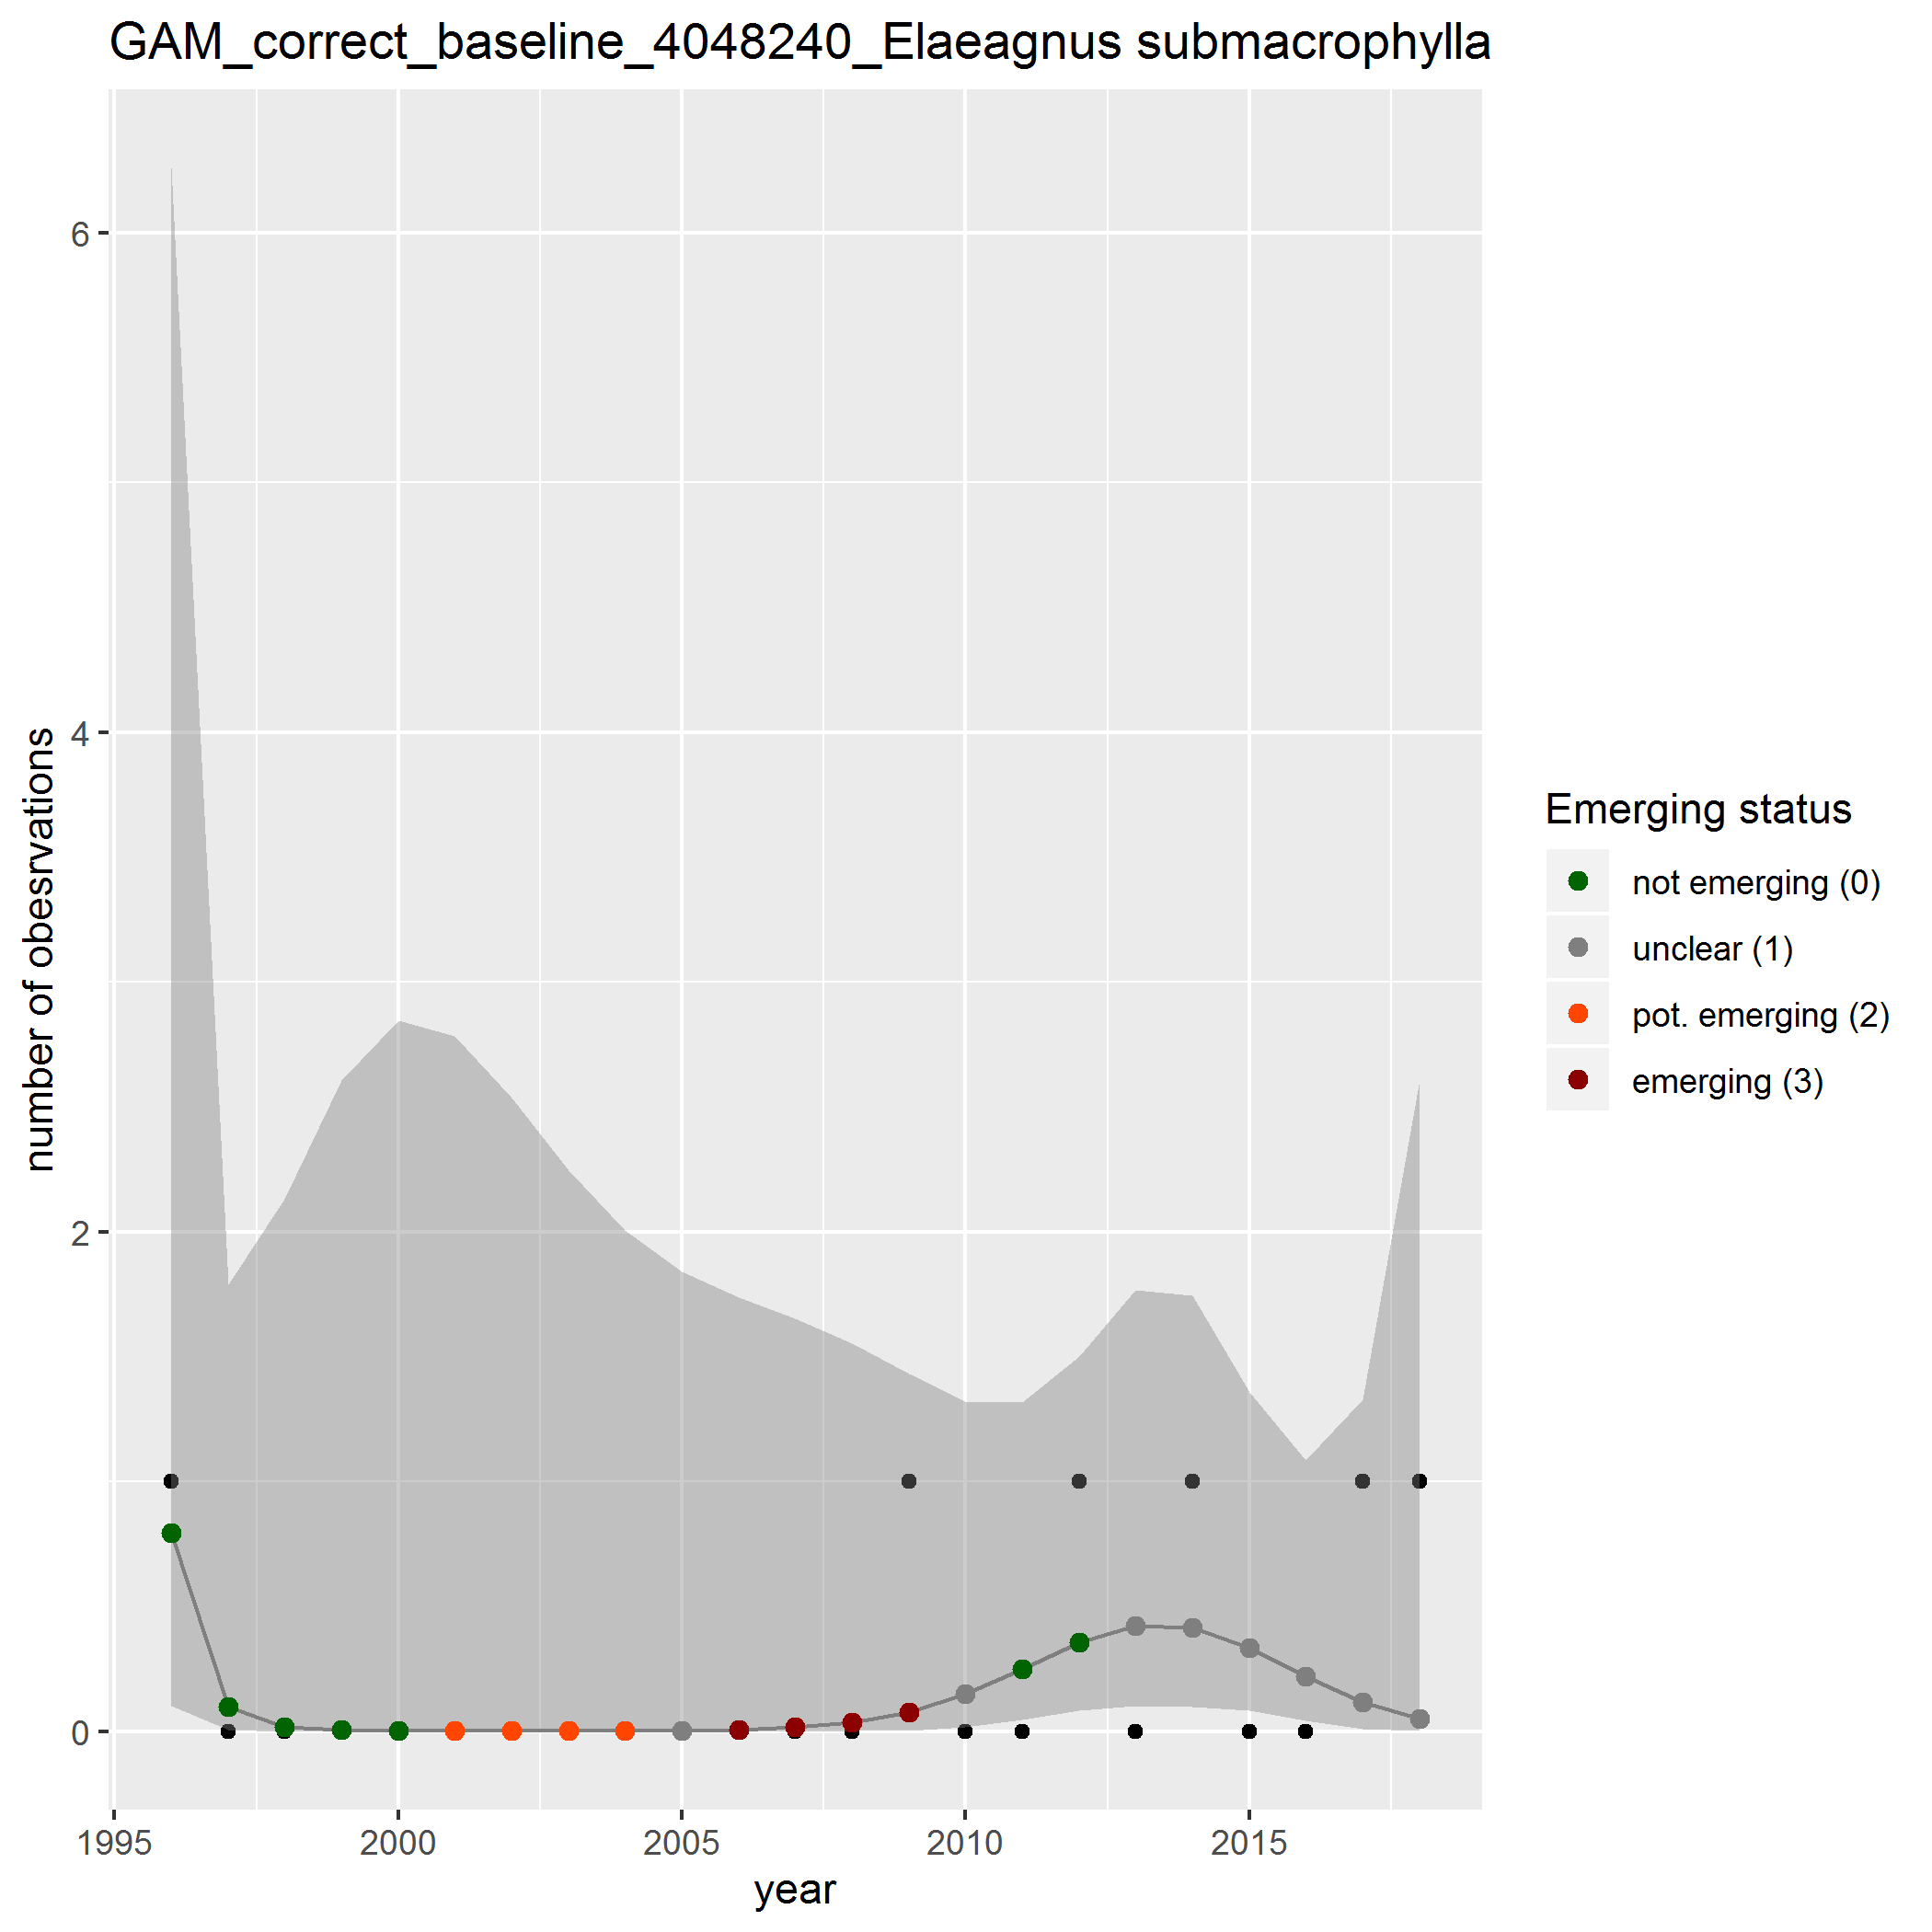 GAM_correct_baseline_4048240_Elaeagnus submacrophylla
6
4
2
0
number of obesrvations
1995
2000
2005
2010
2015
year
Emerging status
not emerging (0)
unclear (1)
pot. emerging (2)
emerging (3)